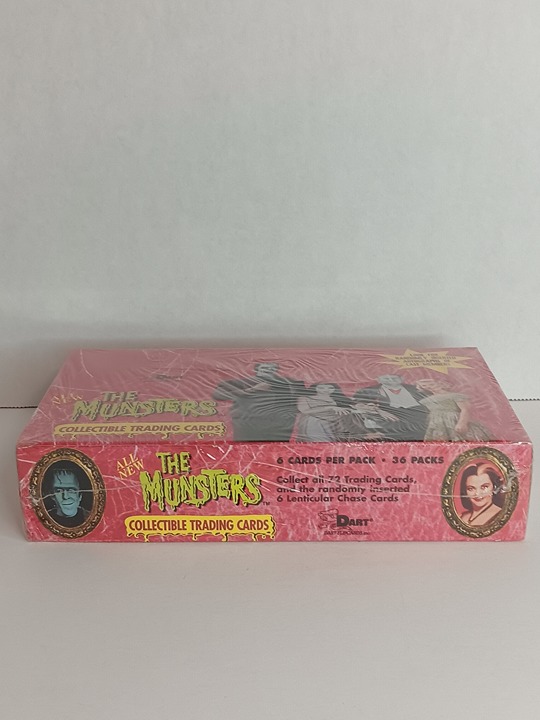 NEW
THE
MUNSTERS
COLLECTIBLE TRADING CARDS
ALL
NEW
THE
MUNSTERS
COLLECTIBLE TRADING CARDS
6 CARDS PER PACK • 36 PACKS
Collect all 72 Trading Cards,
and the randomly inserted
6 Lenticular Chase Cards
DART